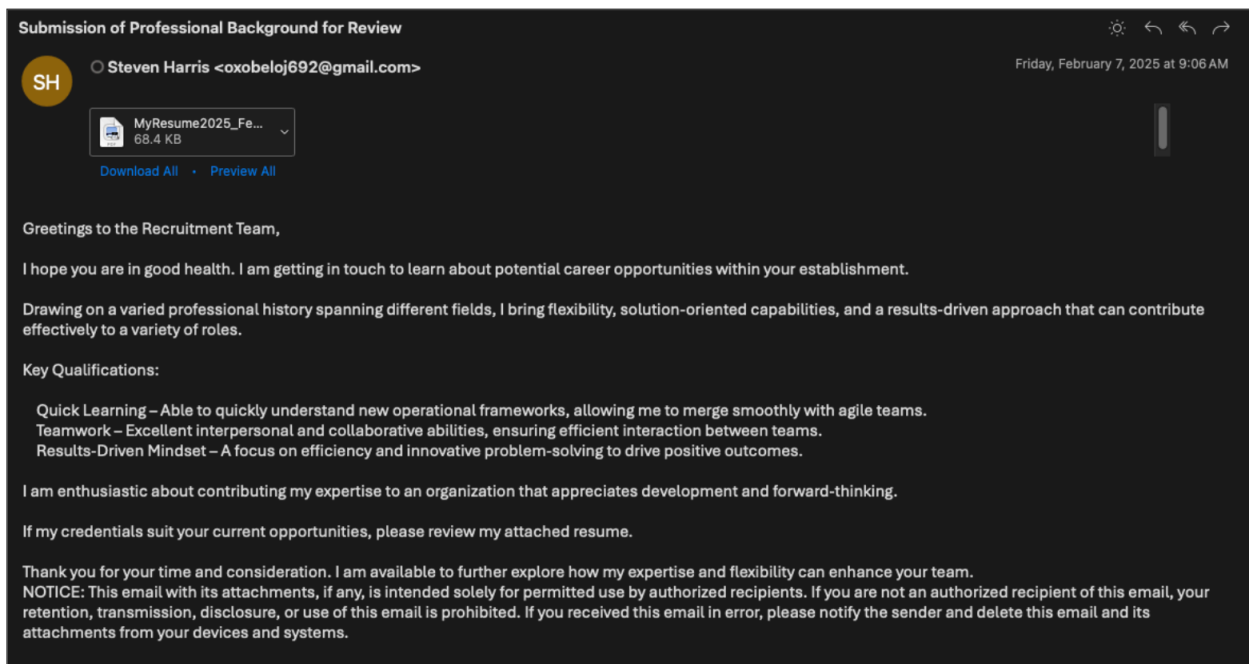 Submission of Professional Background for Review
SH
Steven Harris <oxobeloj692@gmail.com>
Friday, February 7, 2025 at 9:06 AM
MyResume2025_Fe...
68.4 KB
Download All • Preview All
Greetings to the Recruitment Team,
I hope you are in good health. I am getting in touch to learn about potential career opportunities within your establishment.
Drawing on a varied professional history spanning different fields, I bring flexibility, solution-oriented capabilities, and a results-driven approach that can contribute
effectively to a variety of roles.
Key Qualifications:
Quick Learning – Able to quickly understand new operational frameworks, allowing me to merge smoothly with agile teams.
Teamwork – Excellent interpersonal and collaborative abilities, ensuring efficient interaction between teams.
Results-Driven Mindset – A focus on efficiency and innovative problem-solving to drive positive outcomes.
I am enthusiastic about contributing my expertise to an organization that appreciates development and forward-thinking.
If my credentials suit your current opportunities, please review my attached resume.
Thank you for your time and consideration. I am available to further explore how my expertise and flexibility can enhance your team.
NOTICE: This email with its attachments, if any, is intended solely for permitted use by authorized recipients. If you are not an authorized recipient of this email, your
retention, transmission, disclosure, or use of this email is prohibited. If you received this email in error, please notify the sender and delete this email and its
attachments from your devices and systems.